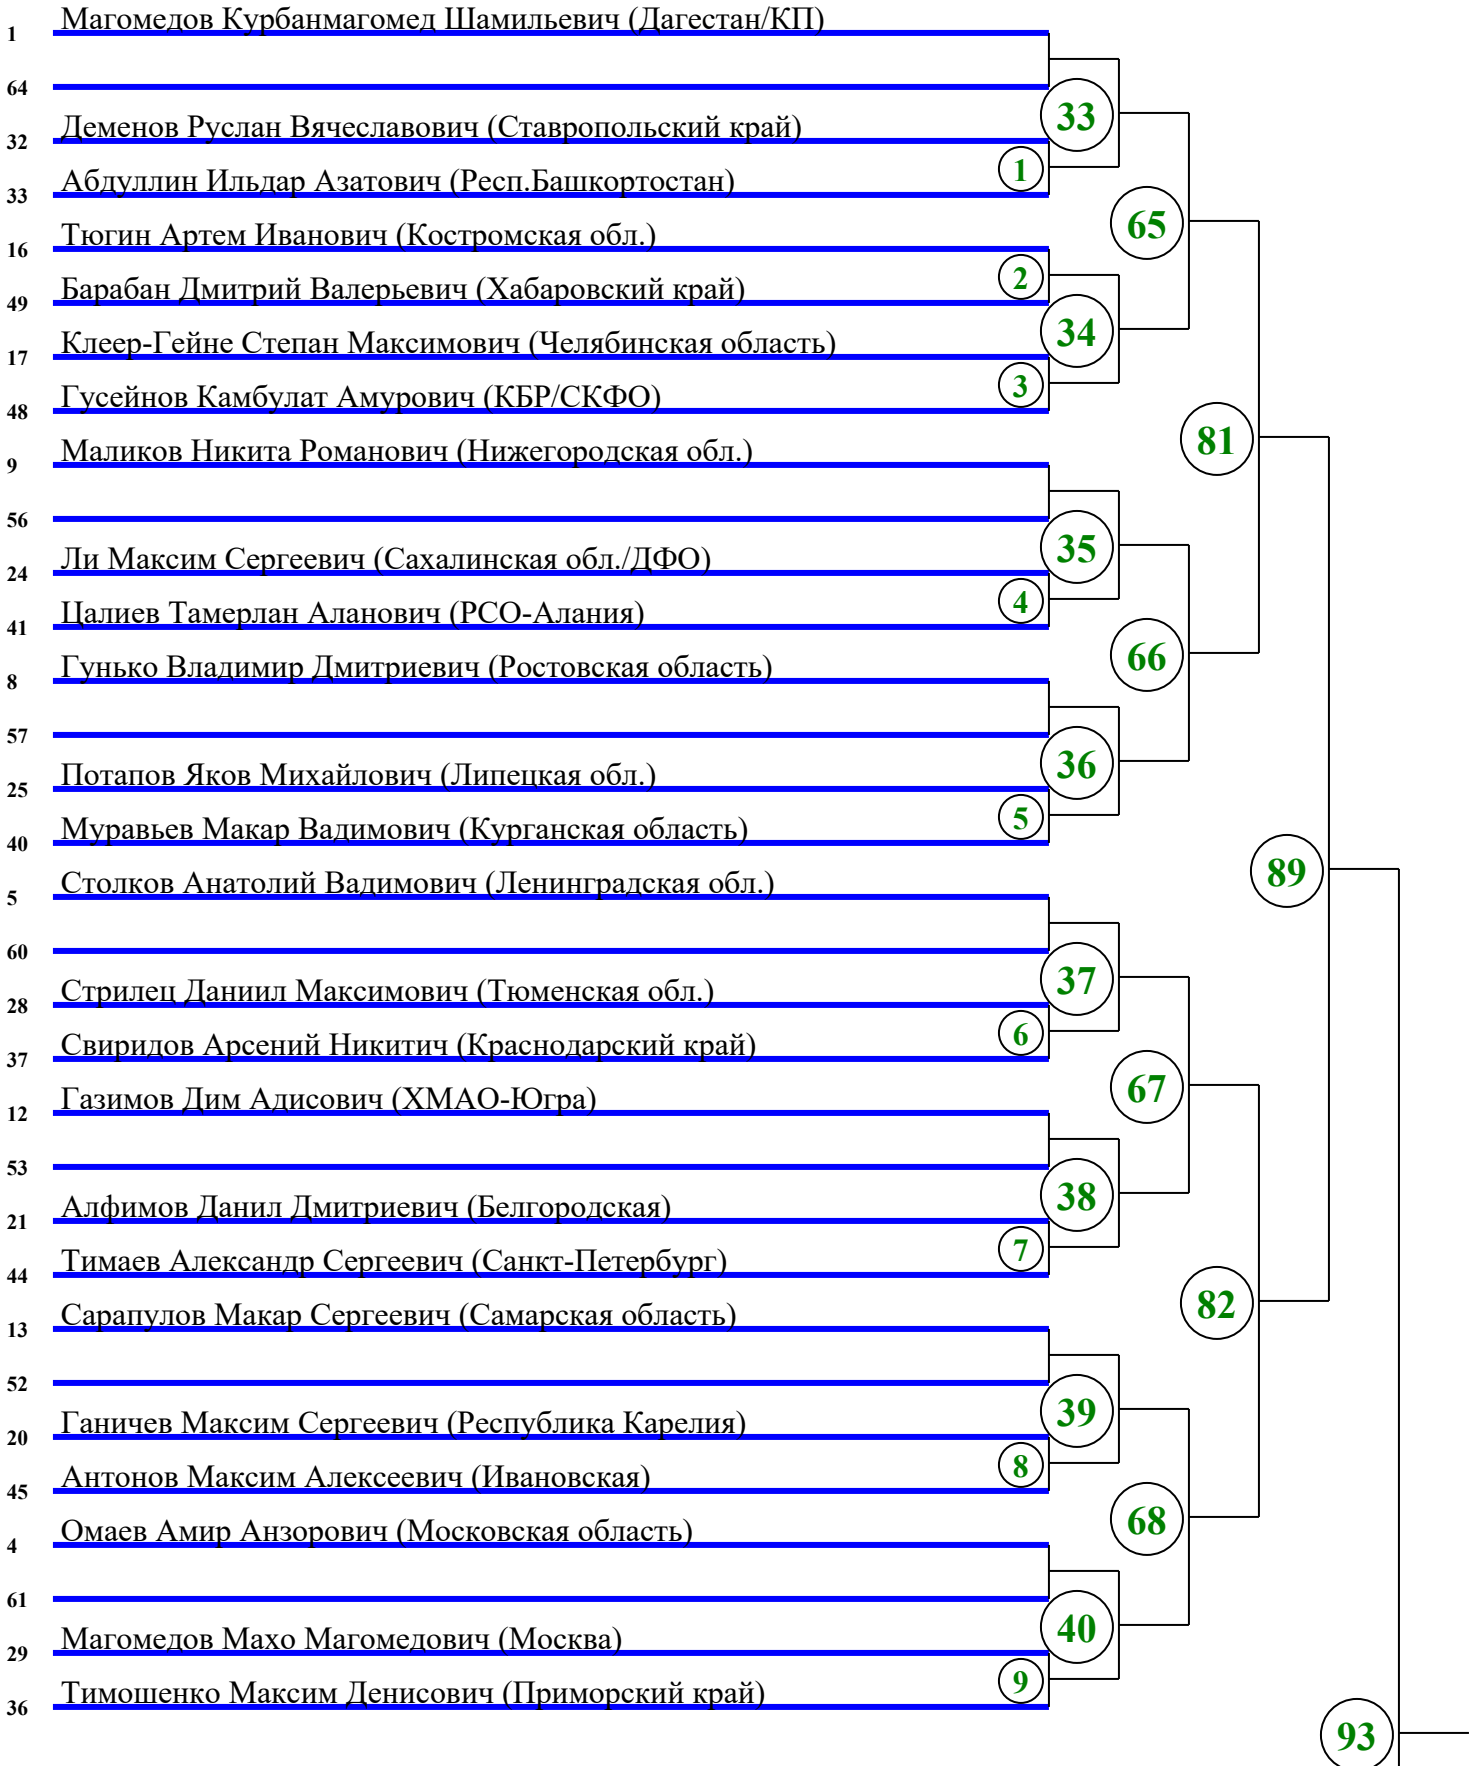 Магомедов Курбанмагомед Шамильевич (Дагестан/КП)
1
64
33
Деменов Руслан Вячеславович (Ставропольский край)
32
1
Абдуллин Ильдар Азатович (Респ.Башкортостан)
33
65
Тюгин Артем Иванович (Костромская обл.)
16
2
Барабан Дмитрий Валерьевич (Хабаровский край)
49
34
Клеер-Гейне Степан Максимович (Челябинская область)
17
3
Гусейнов Камбулат Амурович (КБР/СКФО)
48
81
Маликов Никита Романович (Нижегородская обл.)
9
56
35
Ли Максим Сергеевич (Сахалинская обл./ДФО)
24
4
Цалиев Тамерлан Аланович (РСО-Алания)
41
66
Гунько Владимир Дмитриевич (Ростовская область)
8
57
36
Потапов Яков Михайлович (Липецкая обл.)
25
5
Муравьев Макар Вадимович (Курганская область)
40
89
Столков Анатолий Вадимович (Ленинградская обл.)
5
60
37
Стрилец Даниил Максимович (Тюменская обл.)
28
6
Свиридов Арсений Никитич (Краснодарский край)
37
67
Газимов Дим Адисович (ХМАО-Югра)
12
53
38
Алфимов Данил Дмитриевич (Белгородская)
21
7
Тимаев Александр Сергеевич (Санкт-Петербург)
44
82
Сарапулов Макар Сергеевич (Самарская область)
13
52
39
Ганичев Максим Сергеевич (Республика Карелия)
20
8
Антонов Максим Алексеевич (Ивановская)
45
68
Омаев Амир Анзорович (Московская область)
4
61
40
Магомедов Махо Магомедович (Москва)
29
9
Тимошенко Максим Денисович (Приморский край)
36
93